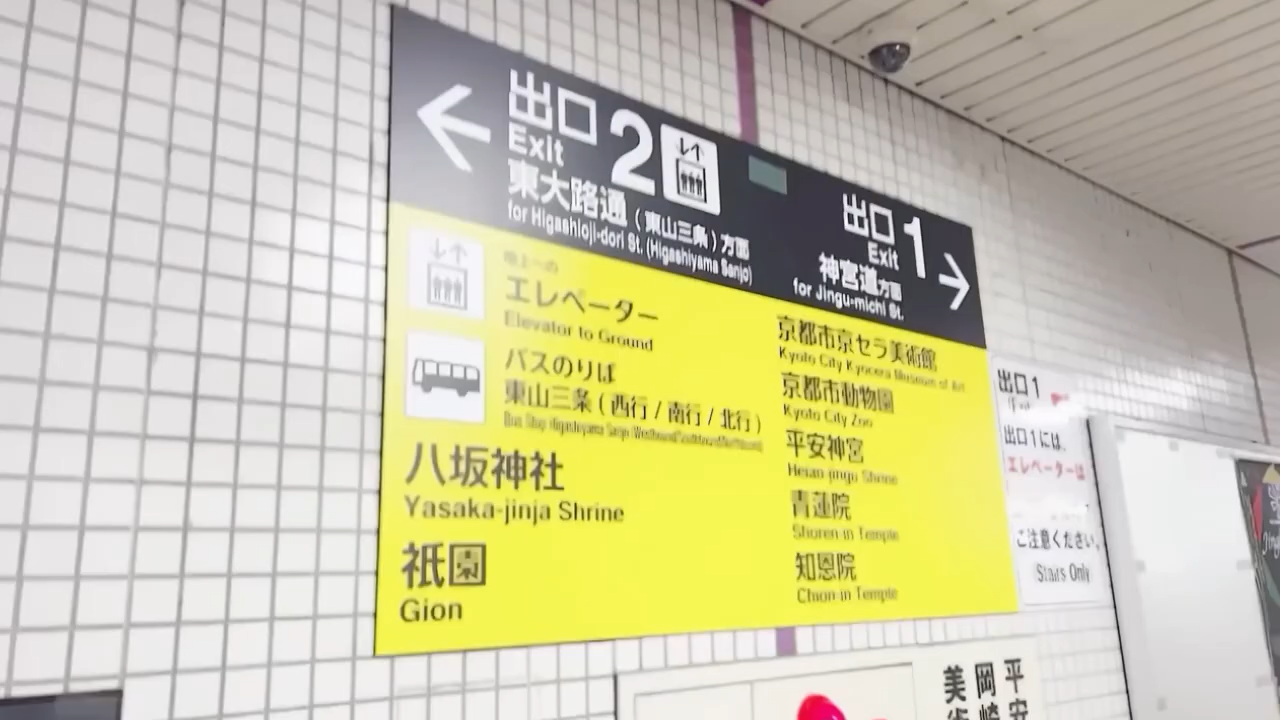 出口 2
Exit
東大路通（東山三条）方面
for Higashioji-dori St. (Higashiyama Sanjo)
出口 1
Exit
神宮道方面
for Jingu-michi St.
地上への
エレベーター
Elevator to Ground
バスのりば
東山三条（西行 / 南行 / 北行）
八坂神社
Yasaka-jinja Shrine
祇園
Gion
京都市京セラ美術館
Kyoto City Kyocera Museum of Art
京都市動物園
Kyoto City Zoo
平安神宮
Heian-jingu Shrine
青蓮院
Shoren-in Temple
知恩院
Chion-in Temple
出口1
出口1には、
エレベーターは
ご注意ください。
Stairs Only
平安
岡崎
美術